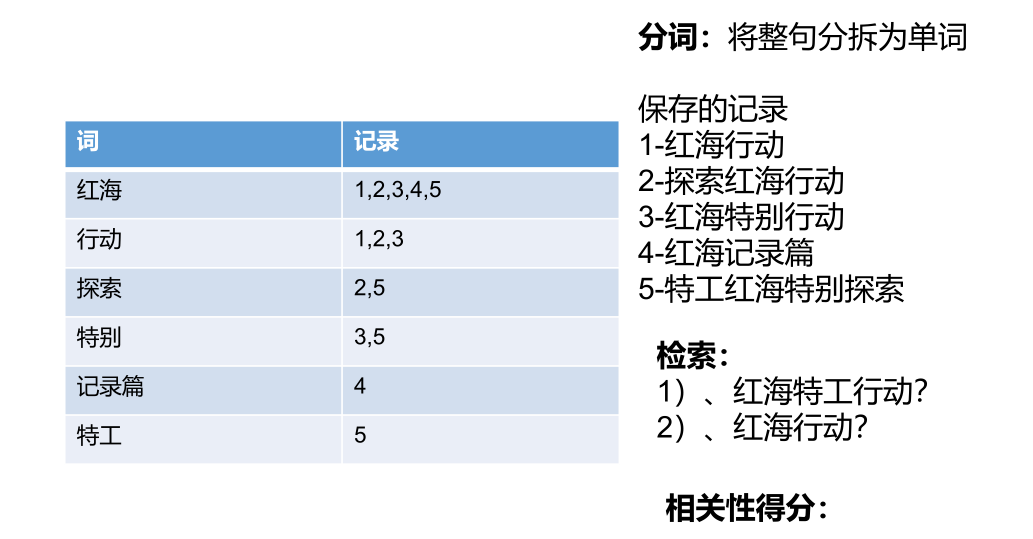 分词：将整句分拆为单词
保存的记录
1-红海行动
2-探索红海行动
3-红海特别行动
4-红海记录篇
5-特工红海特别探索
检索：
1）、红海特工行动？
2）、红海行动？
相关性得分：
词 记录
红海 1,2,3,4,5
行动 1,2,3
探索 2,5
特别 3,5
记录篇 4
特工 5